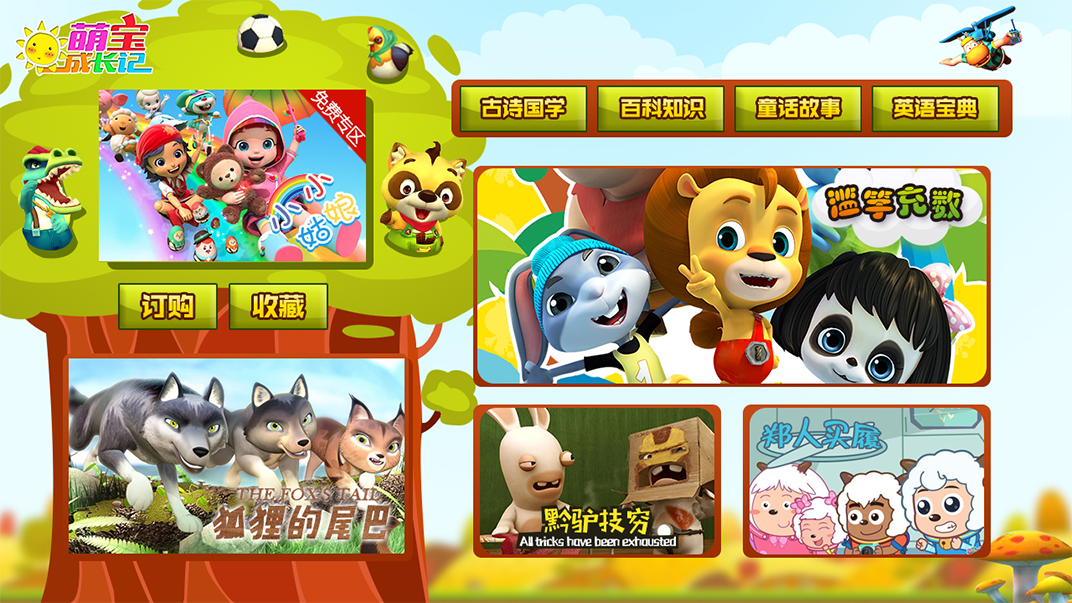 萌宝
成长记
免费专区
小小
姑娘
订购
收藏
古诗国学
百科知识
童话故事
英语宝典
滥竽充数
THE FOX'S TAIL
狐狸的尾巴
黔驴技穷
All tricks have been exhausted
郑人买履
1